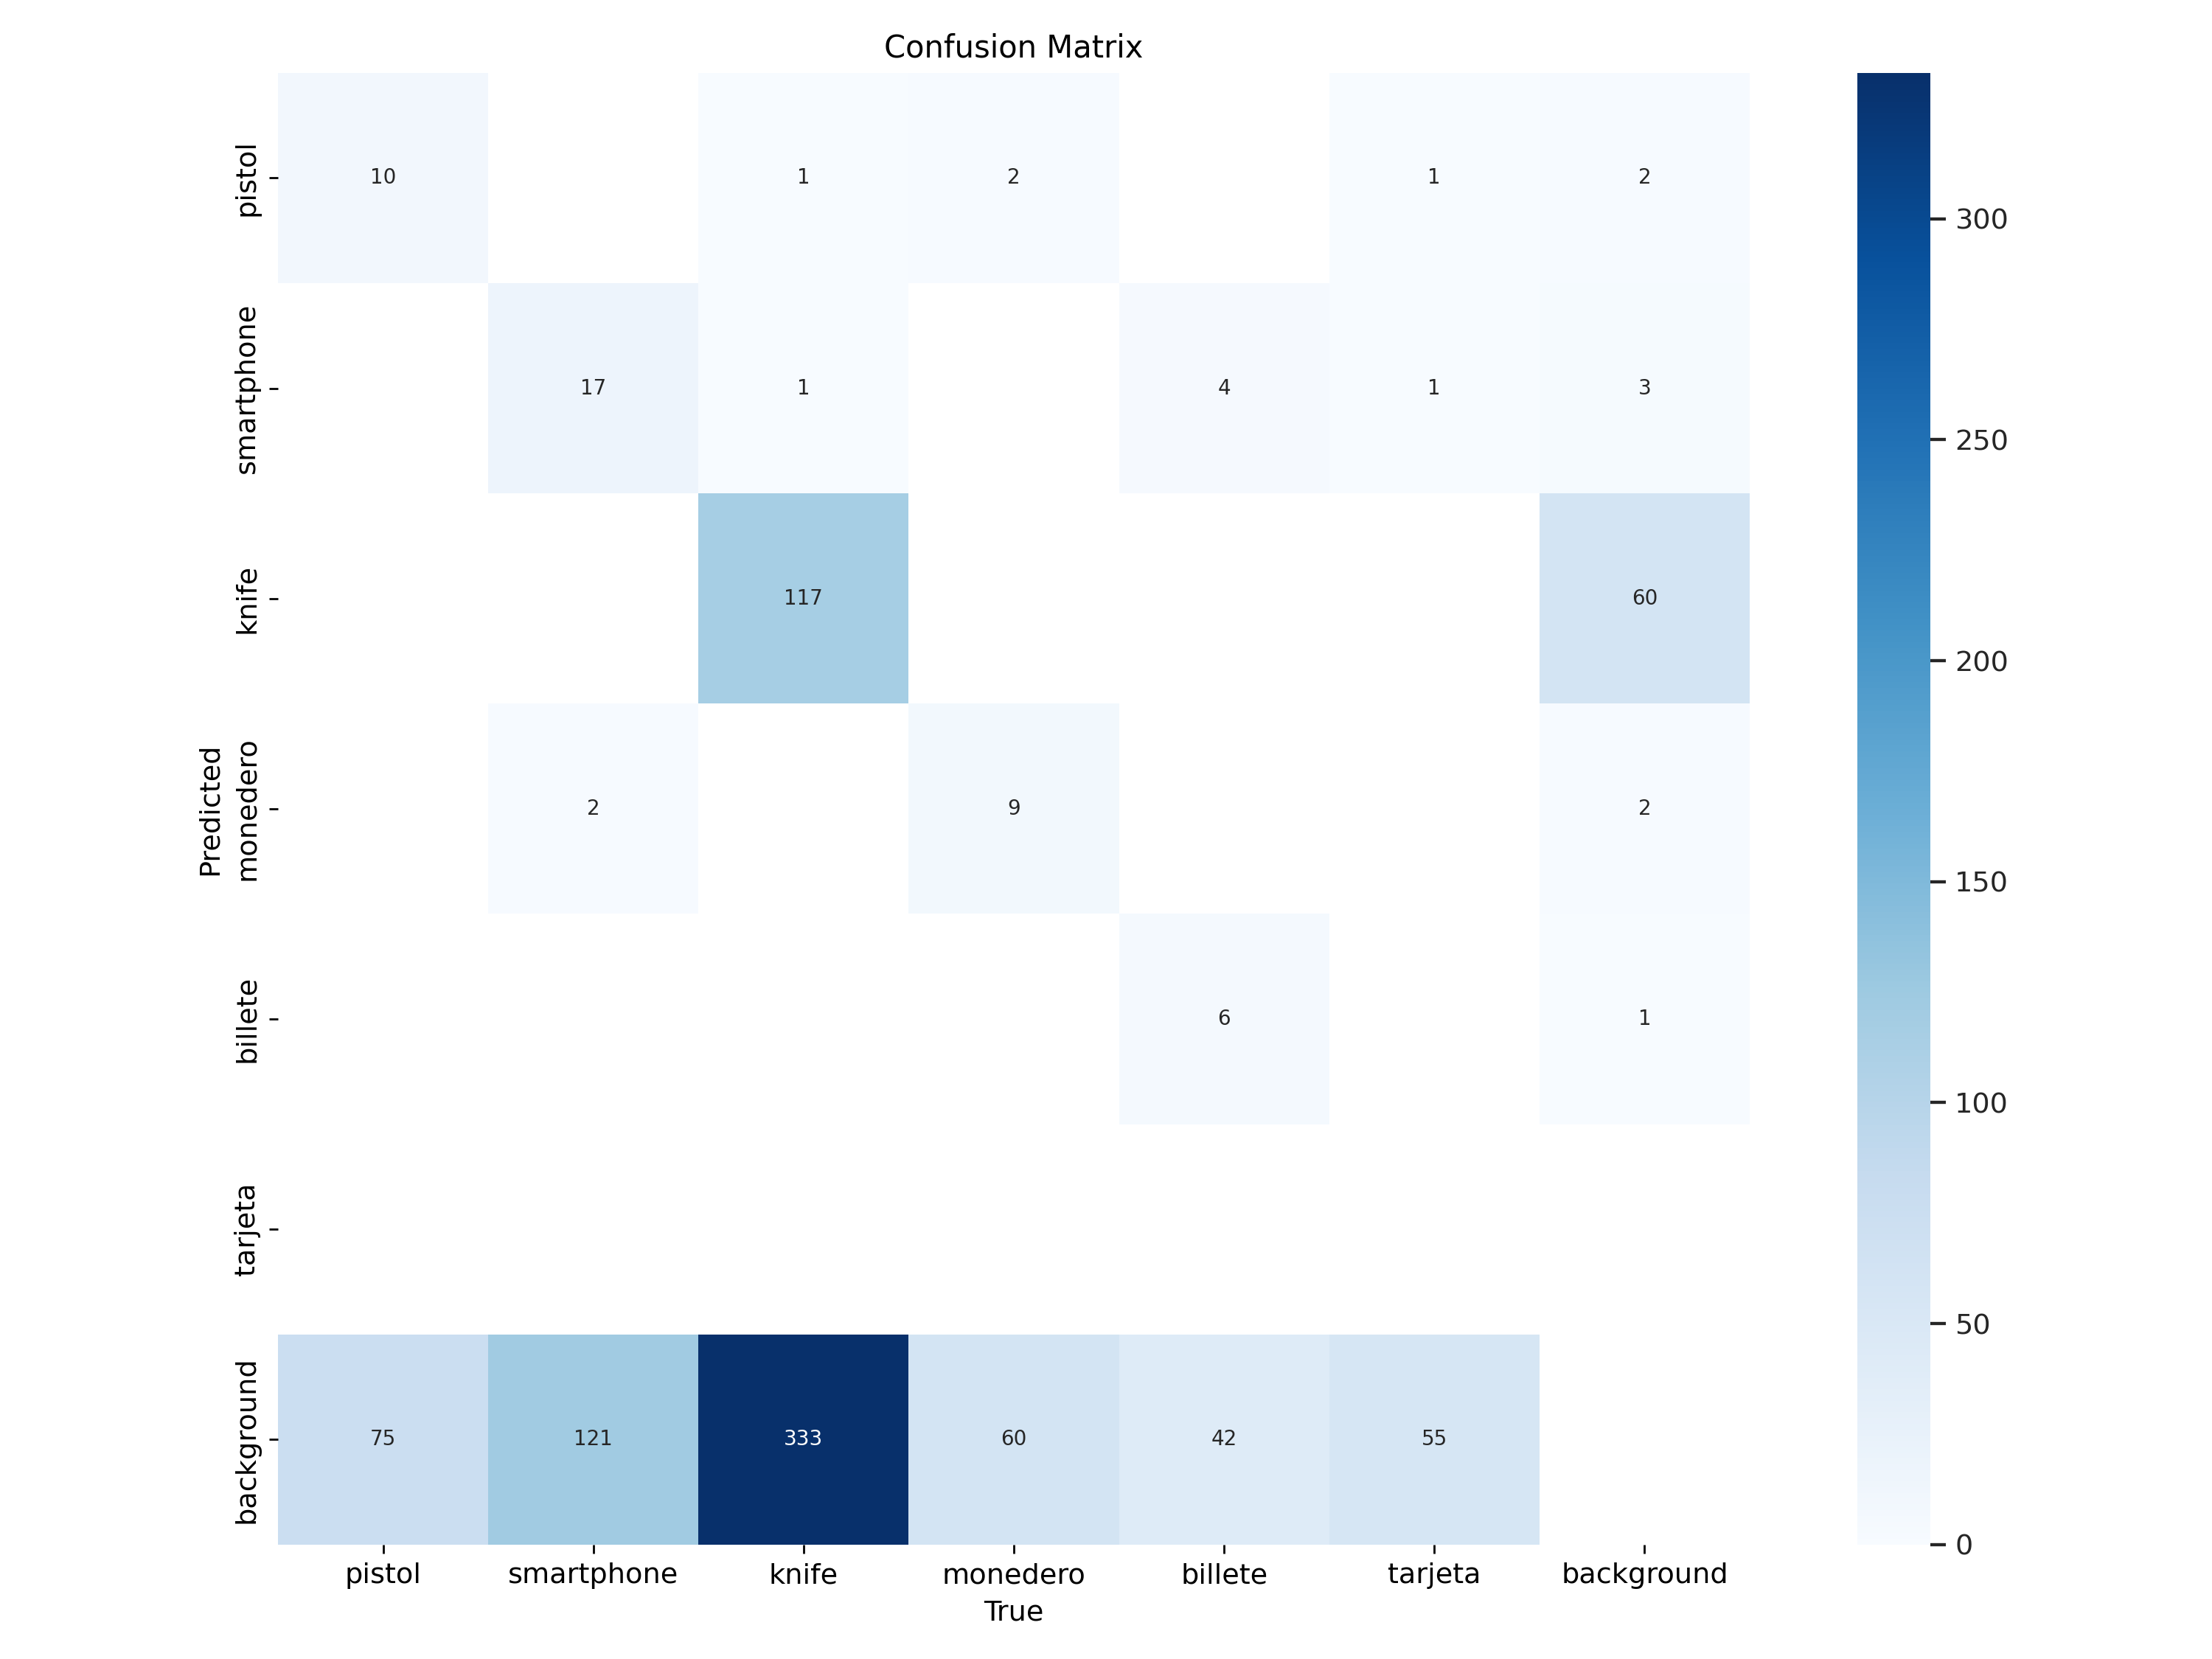 Confusion Matrix
pistol
10
1
2
1
2
smartphone
17
1
4
1
3
knife
117
60
Predicted
monedero
2
9
2
billete
6
1
tarjeta
background
75
121
333
60
42
55
pistol
smartphone
knife
monedero
billete
tarjeta
background
True
300
250
200
150
100
50
0